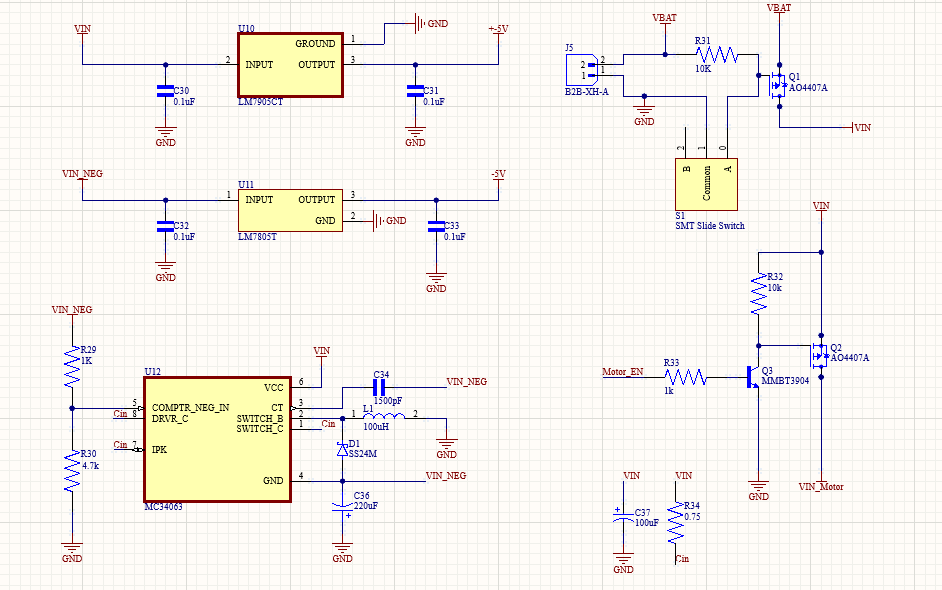 VIN
U10
GND
+-5V
GROUND 1
2 INPUT
OUTPUT 3
LM7905CT
C30
0.1uF
C31
0.1uF
GND
GND
VIN_NEG
U11
-5V
1 INPUT
OUTPUT 3
GND 2
GND
LM7805T
C32
0.1uF
C33
0.1uF
GND
GND
VBAT
VBAT
J5
R31
10K
2 2
1 1
B2B-XH-A
Q1
AO4407A
GND
VIN
2 1 0
B Common A
S1
SMT Slide Switch
VIN
R32
10k
Q2
AO4407A
Motor_EN
R33
1k
Q3
MMBT3904
GND
VIN_Motor
VIN_NEG
R29
1K
R30
4.7k
GND
U12
VIN
VCC 6
5 COMPTR_NEG_IN
CT 3
Cin 8 DRVR_C
SWITCH_B 2
SWITCH_C 1
Cin
Cin 7 IPK
GND 4
MC34063
C34
1500pF
VIN_NEG
L1
1 2
100uH
GND
D1
SS24M
VIN_NEG
C36
220uF
+
GND
VIN
VIN
+
C37
100uF
R34
0.75
GND
Cin